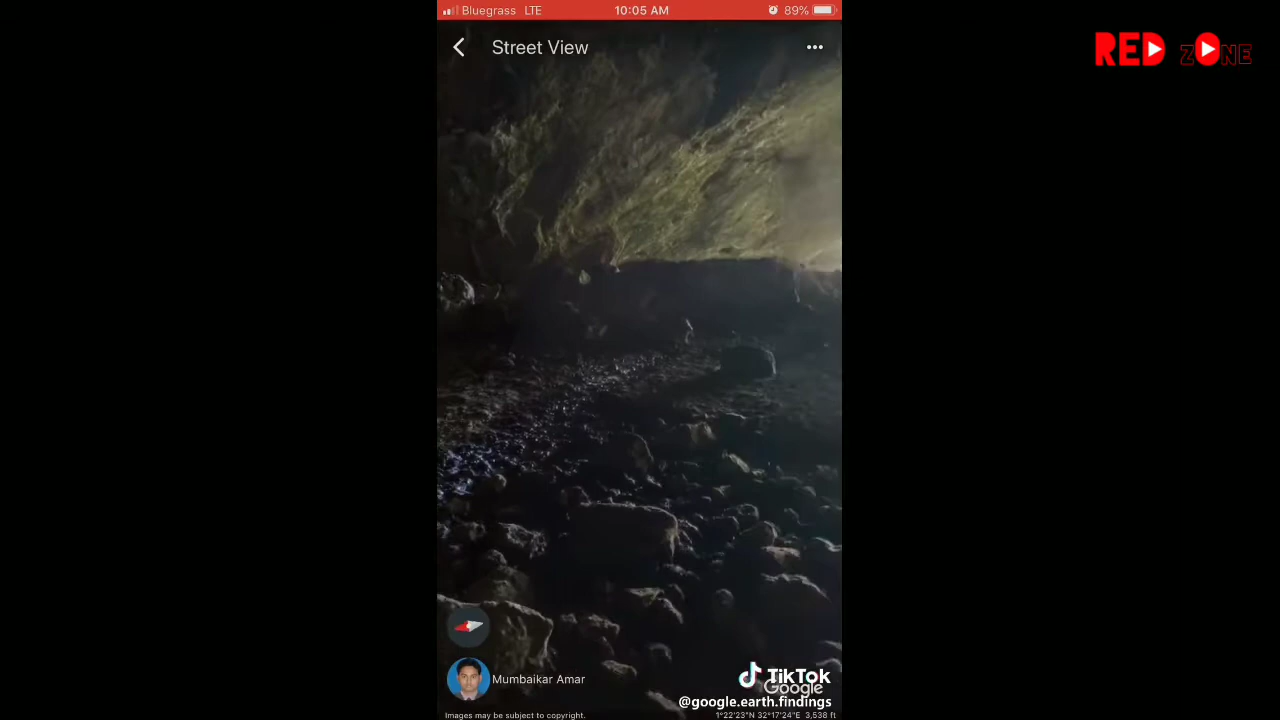 Bluegrass LTE 10:05 AM 89%
RED ZONE
Street View
Mumbaikar Amar
TikTok
Google
@google.earth.findings
Images may be subject to copyright. 1°22'23"N 32°17'24"E 3,538 ft